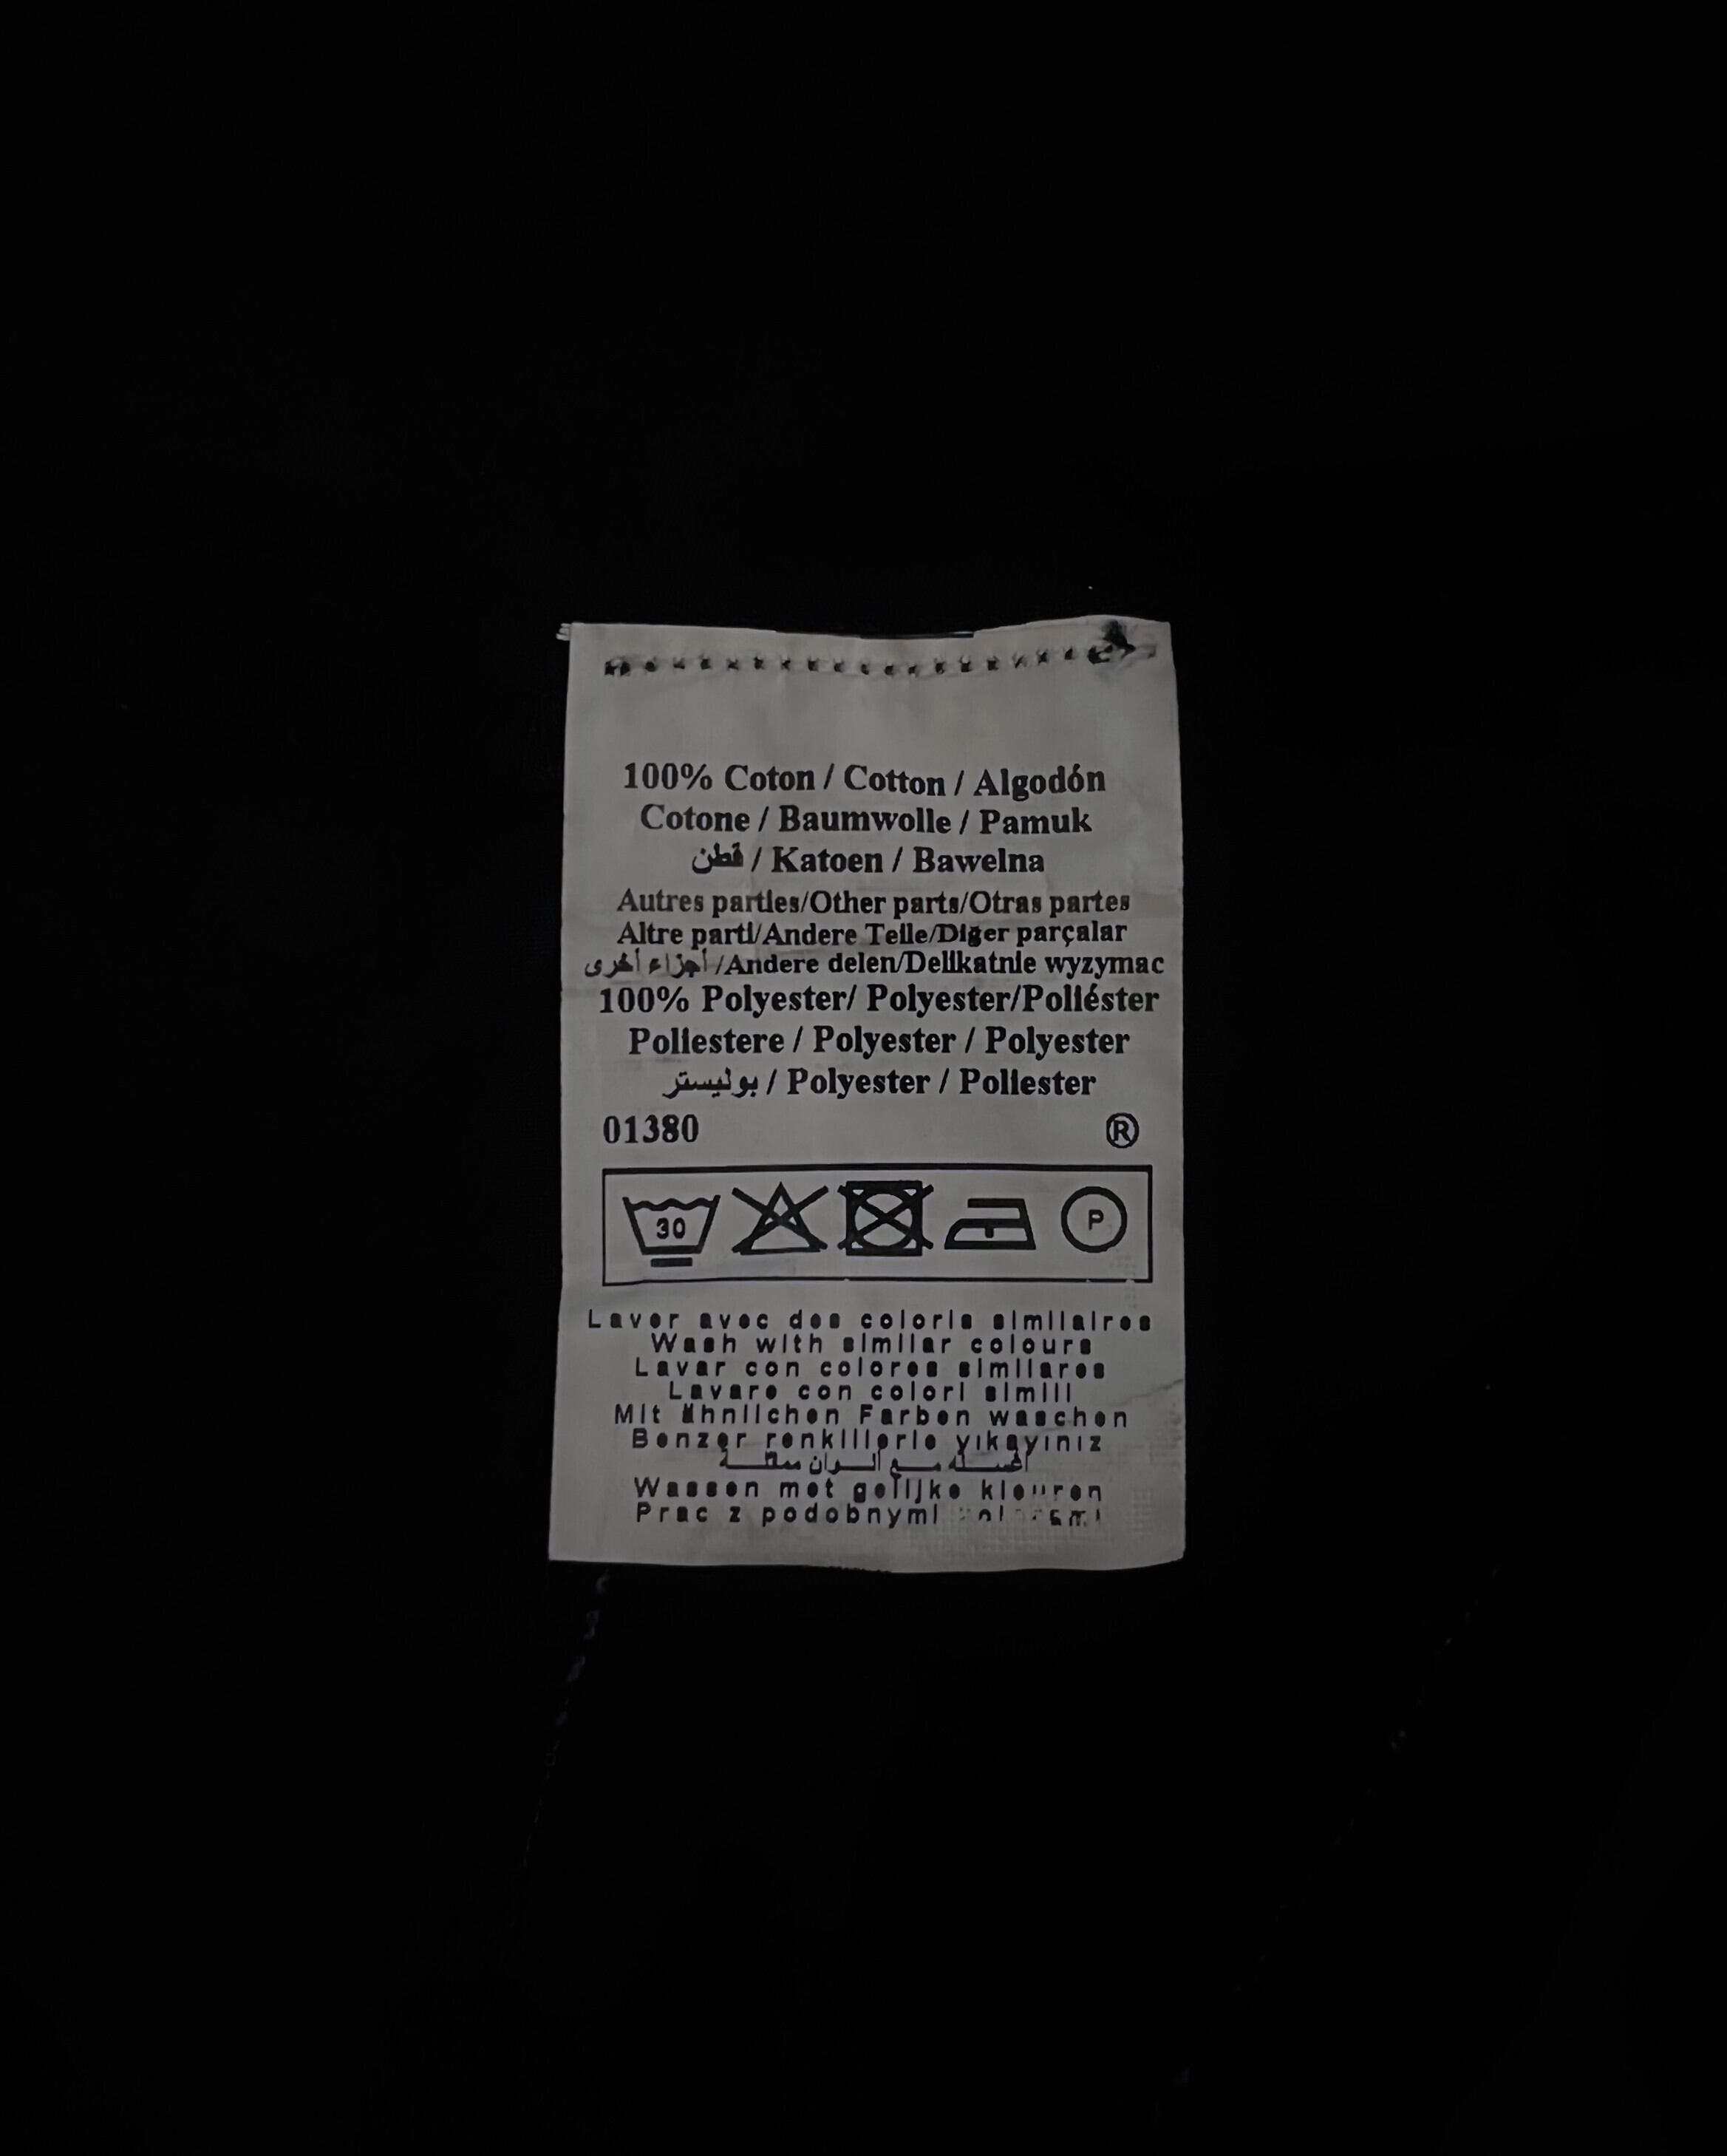 100% Coton / Cotton / Algodón
Cotone / Baumwolle / Pamuk
قطن / Katoen / Bawelna
Autres parties/Other parts/Otras partes
Altre parti/Andere Teile/Diger parçalar
أجزاء أخرى /Andere delen/Delikatnie wyzymac
100% Polyester/ Polyester/Poliéster
Poliestere / Polyester / Polyester
بوليستر / Polyester / Poliester
01380 ®
30 P
Laver avec des coloris similaires
Wash with similar colours
Lavar con colores similares
Lavare con colori simili
Mit ähnlichen Farben waschen
Benzer renklilerle yıkayınız
مع الوان
Wassen met gelijke kleuren
Prac z podobnymi